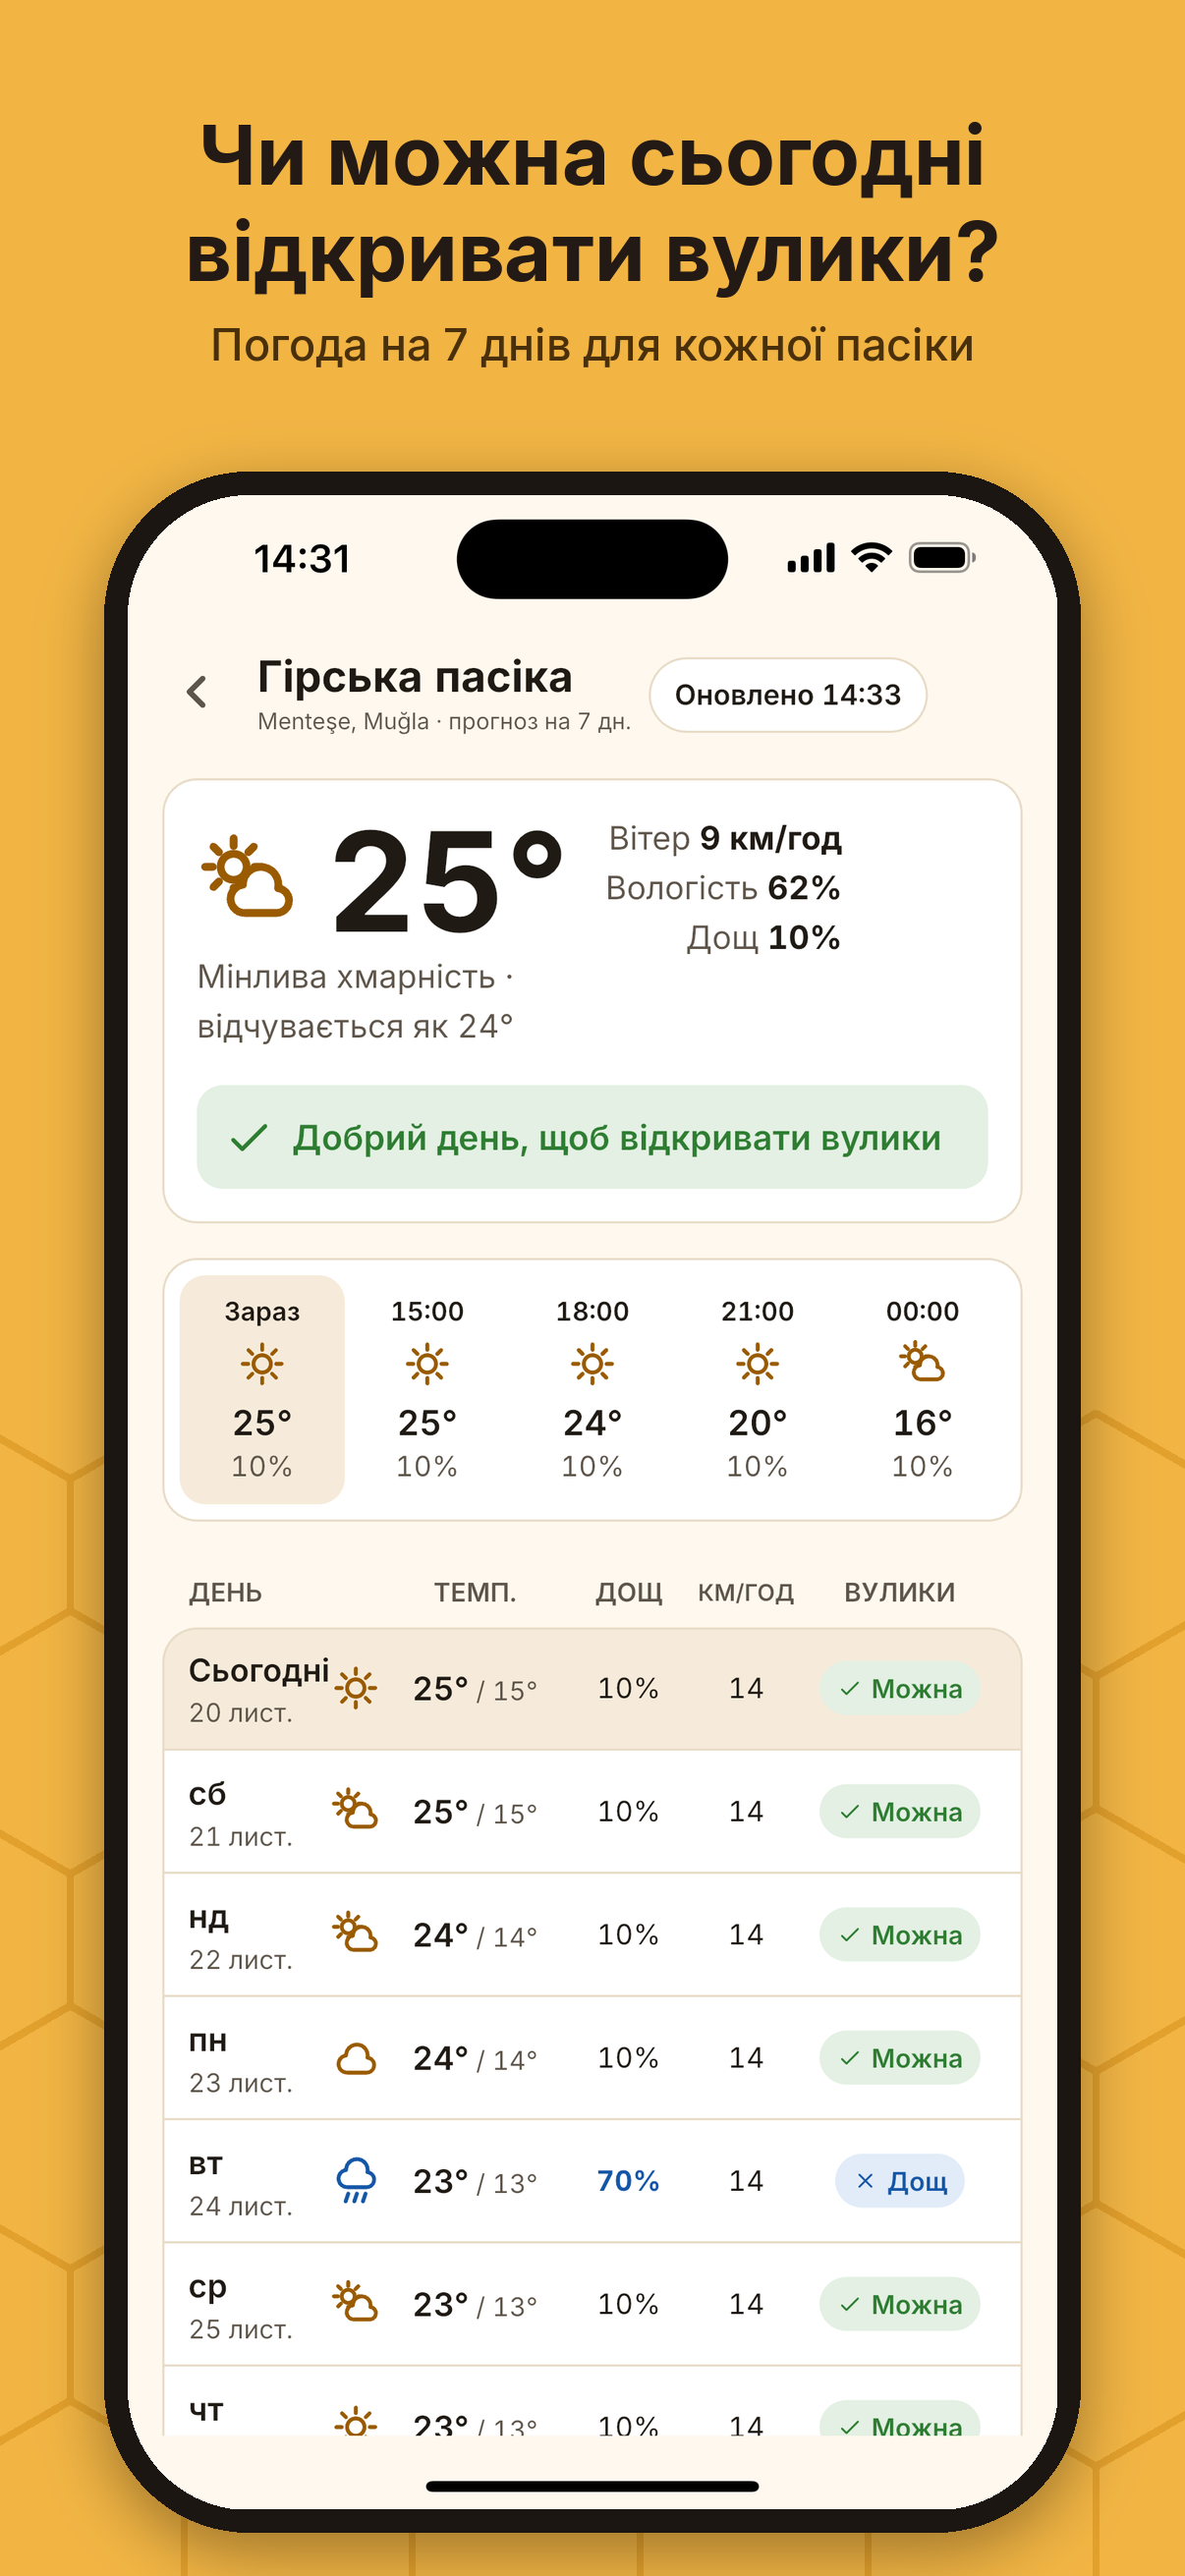 Чи можна сьогодні
відкривати вулики?
Погода на 7 днів для кожної пасіки
14:31
Гірська пасіка
Menteşe, Muğla · прогноз на 7 дн.
Оновлено 14:33
25°
Вітер 9 км/год
Вологість 62%
Дощ 10%
Мінлива хмарність ·
відчувається як 24°
Добрий день, щоб відкривати вулики
Зараз 15:00 18:00 21:00 00:00
25° 25° 24° 20° 16°
10% 10% 10% 10% 10%
ДЕНЬ ТЕМП. ДОЩ КМ/ГОД ВУЛИКИ
Сьогодні
20 лист.
25° / 15° 10% 14 Можна
сб
21 лист.
25° / 15° 10% 14 Можна
нд
22 лист.
24° / 14° 10% 14 Можна
пн
23 лист.
24° / 14° 10% 14 Можна
вт
24 лист.
23° / 13° 70% 14 Дощ
ср
25 лист.
23° / 13° 10% 14 Можна
чт
23° / 13° 10% 14 Можна